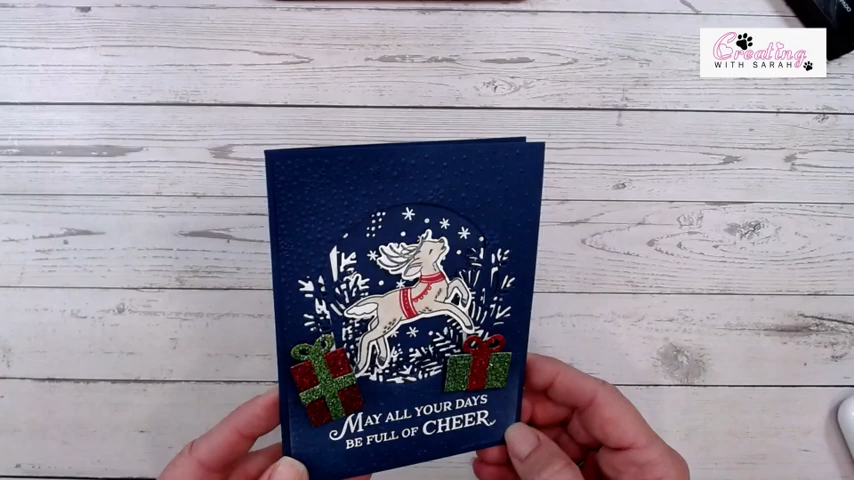 Creating
WITH SARAH
MAY ALL YOUR DAYS
BE FULL OF CHEER